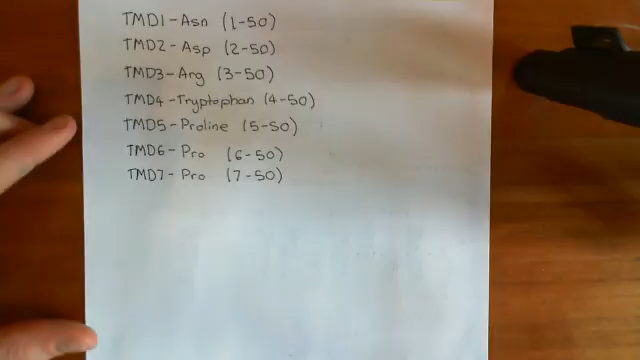 TMD1-Asn (1-50)
TMD2-Asp (2-50)
TMD3-Arg (3-50)
TMD4-Tryptophan (4-50)
TMD5-Proline (5-50)
TMD6-Pro (6-50)
TMD7-Pro (7-50)